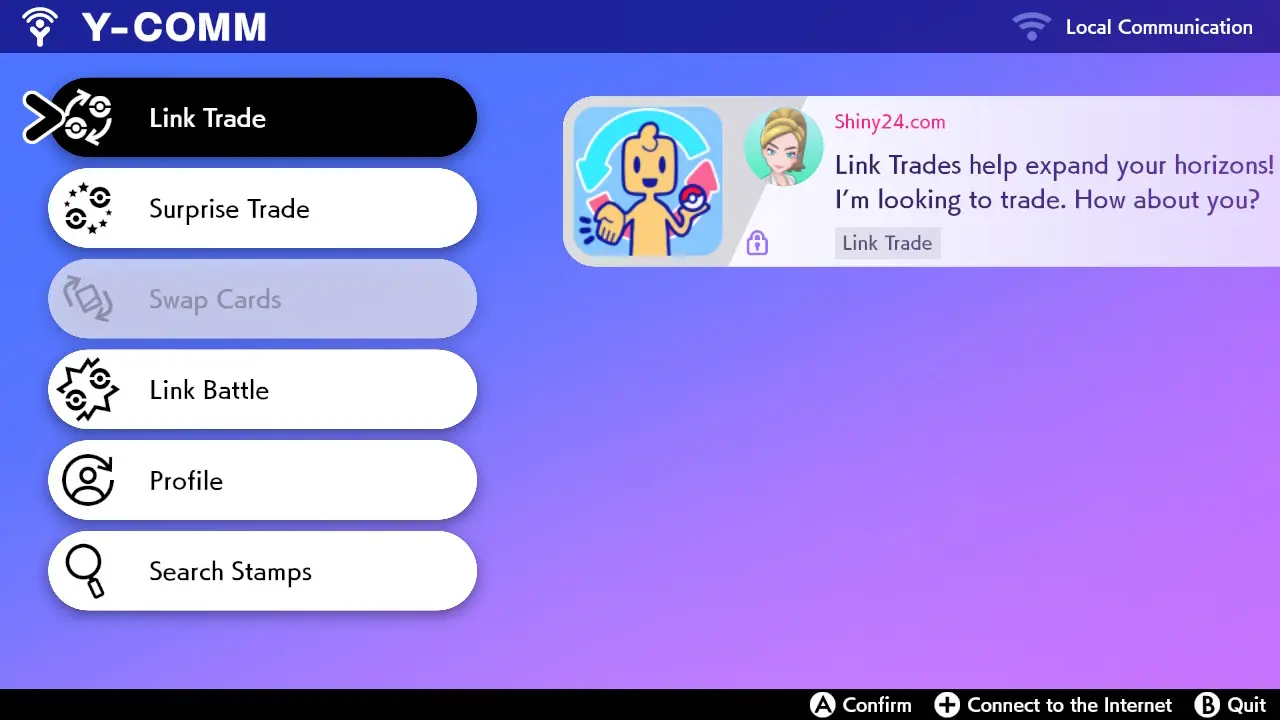 Y-COMM
Local Communication
Link Trade
Surprise Trade
Swap Cards
Link Battle
Profile
Search Stamps
Shiny24.com
Link Trades help expand your horizons!
I'm looking to trade. How about you?
Link Trade
A Confirm + Connect to the Internet B Quit